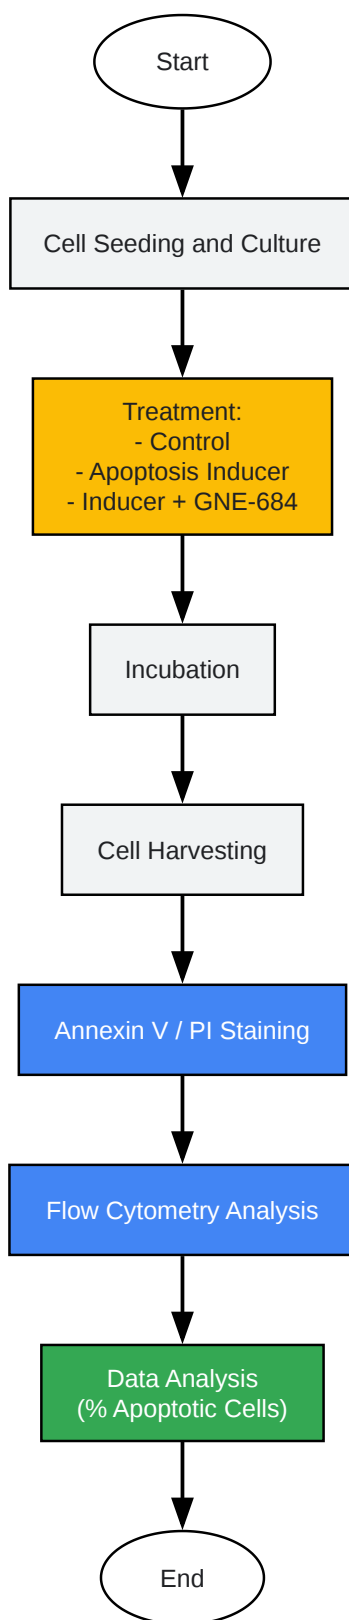 Start
Cell Seeding and Culture
Treatment:
- Control
- Apoptosis Inducer
- Inducer + GNE-684
Incubation
Cell Harvesting
Annexin V / PI Staining
Flow Cytometry Analysis
Data Analysis
(% Apoptotic Cells)
End